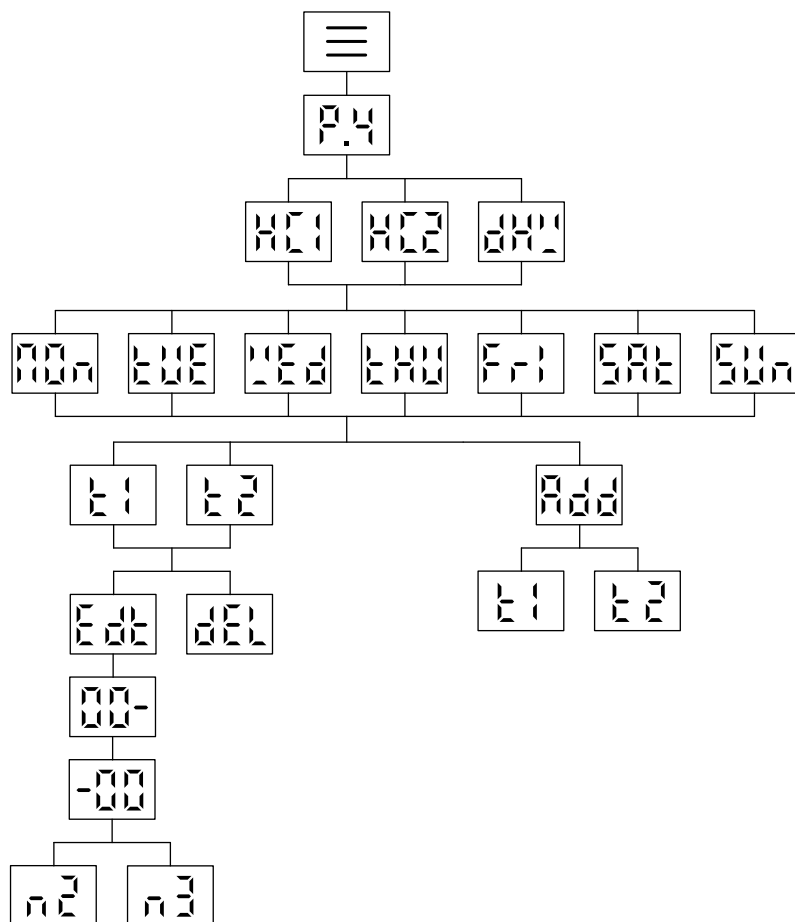 P.4
HC1 HC2 dHW
MOn tUE WEd tHU FrI SAt SUn
t1 t2 Add
Edt dEL t1 t2
00-
-00
n2 n3